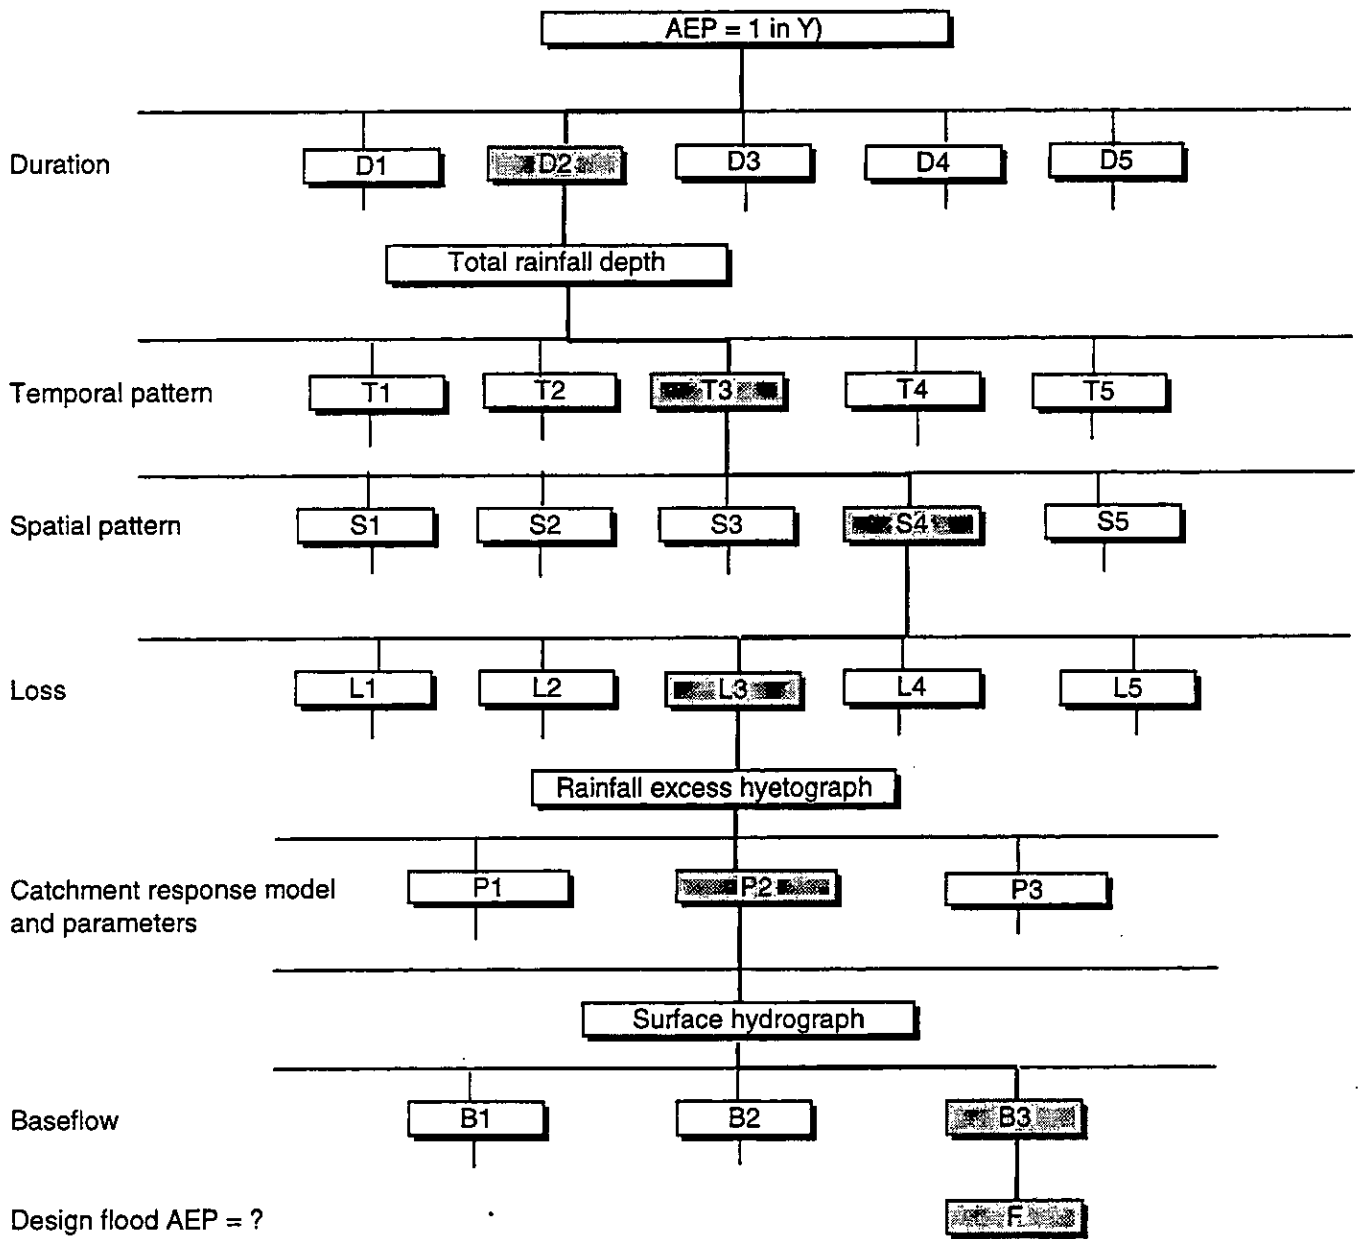 AEP = 1 in Y)
Duration
D1 D2 D3 D4 D5
Total rainfall depth
Temporal pattern
T1 T2 T3 T4 T5
Spatial pattern
S1 S2 S3 S4 S5
Loss
L1 L2 L3 L4 L5
Rainfall excess hyetograph
Catchment response model
and parameters
P1 P2 P3
Surface hydrograph
Baseflow
B1 B2 B3
Design flood AEP = ?
F